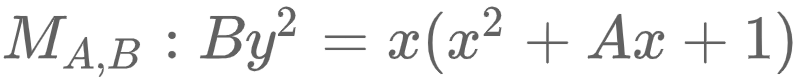 M_{A,B} : By^2 = x(x^2 + Ax + 1)